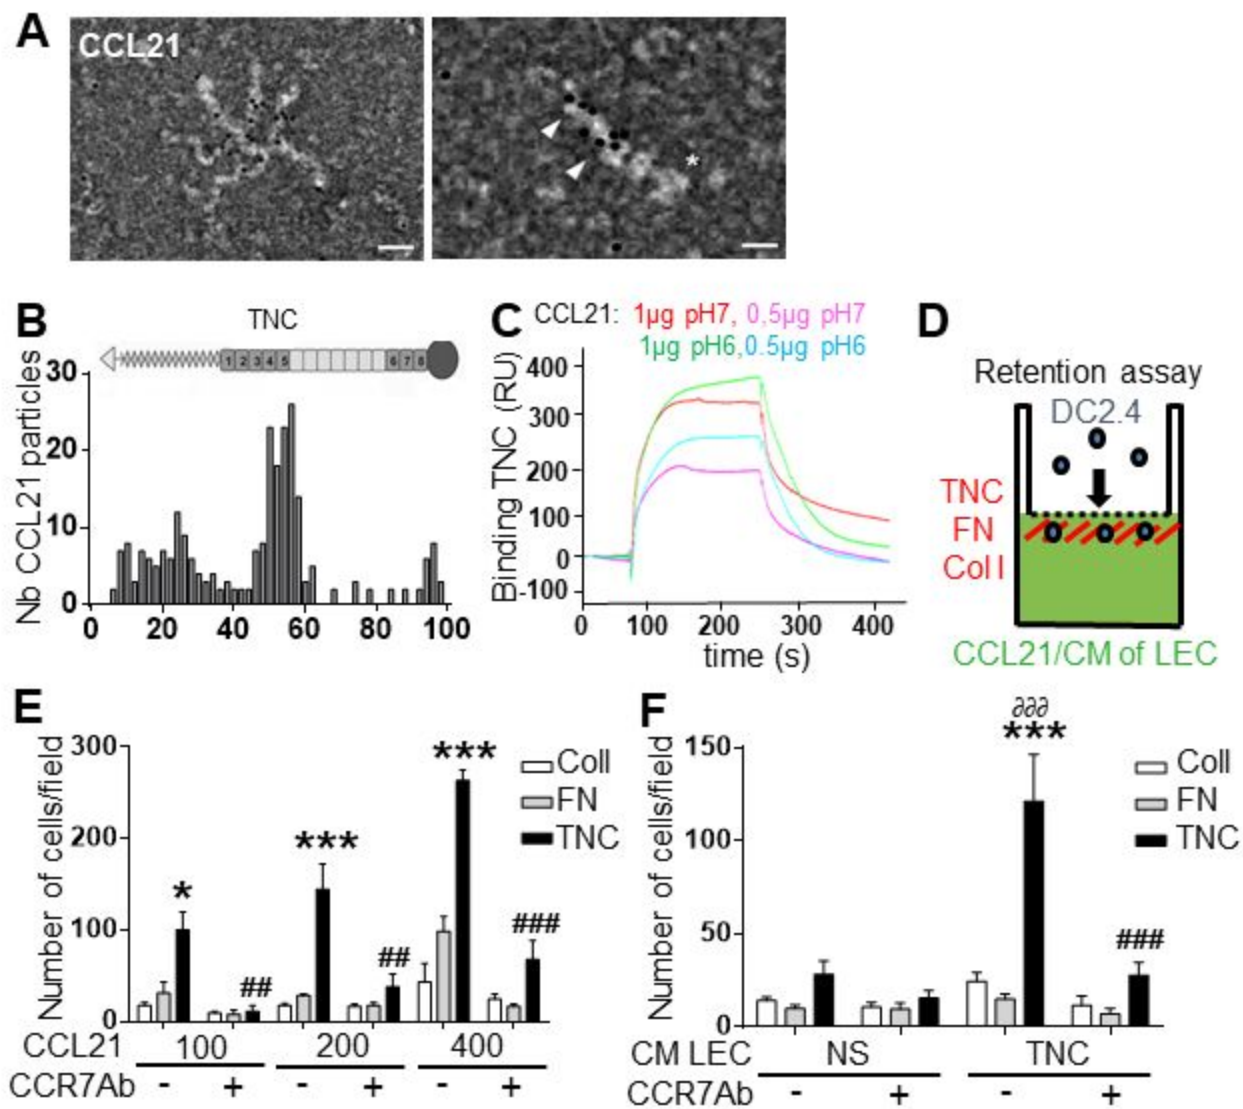 A
CCL21
*
B
TNC
1 2 3 4 5 6 7 8
Nb CCL21 particles
30
20
10
0
0 20 40 60 80 100
C
CCL21: 1µg pH7, 0,5µg pH7
1µg pH6,0.5µg pH6
Binding TNC (RU)
400
300
200
100
0
-100
0 100 200 300 400
time (s)
D
Retention assay
DC2.4
TNC
FN
Col I
CCL21/CM of LEC
E
Number of cells/field
300
200
100
0
* *** ***
## ## ###
Coll
FN
TNC
CCL21 100 200 400
CCR7Ab - + - + - +
F
Number of cells/field
150
100
50
0
∂∂∂
***
###
Coll
FN
TNC
CM LEC NS TNC
CCR7Ab - + - +